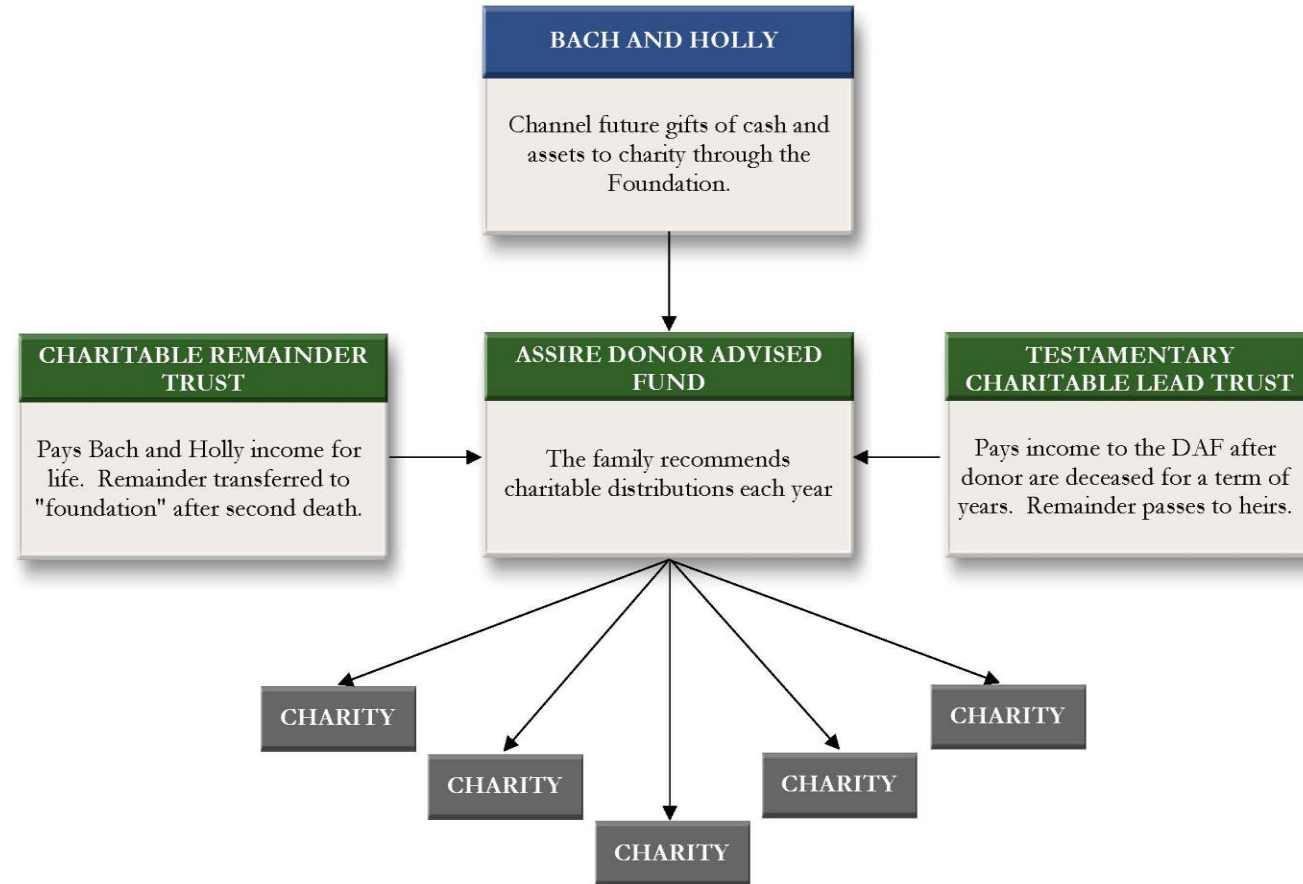 BACH AND HOLLY
Channel future gifts of cash and
assets to charity through the
Foundation.
CHARITABLE REMAINDER
TRUST
Pays Bach and Holly income for
life.  Remainder transferred to
"foundation" after second death.
ASSIRE DONOR ADVISED
FUND
The family recommends
charitable distributions each year
TESTAMENTARY
CHARITABLE LEAD TRUST
Pays income to the DAF after
donor are deceased for a term of
years.  Remainder passes to heirs.
CHARITY
CHARITY
CHARITY
CHARITY
CHARITY